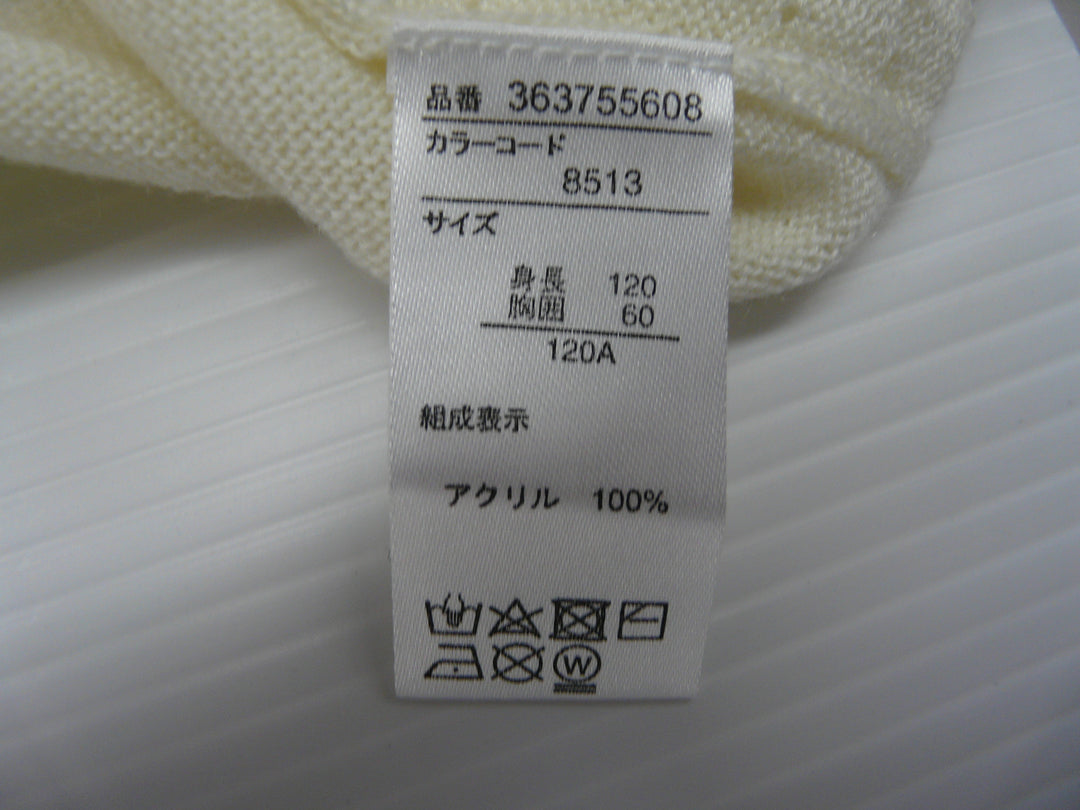 品番 363755608
カラーコード
8513
サイズ
身長 120
胸囲 60
120A
組成表示
アクリル 100%
W